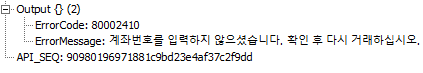 Output {} (2)
ErrorCode: 80002410
ErrorMessage: 계좌번호를 입력하지 않으셨습니다. 확인 후 다시 거래하십시오.
API_SEQ: 90980196971881c9bd23e4af37c2f9dd